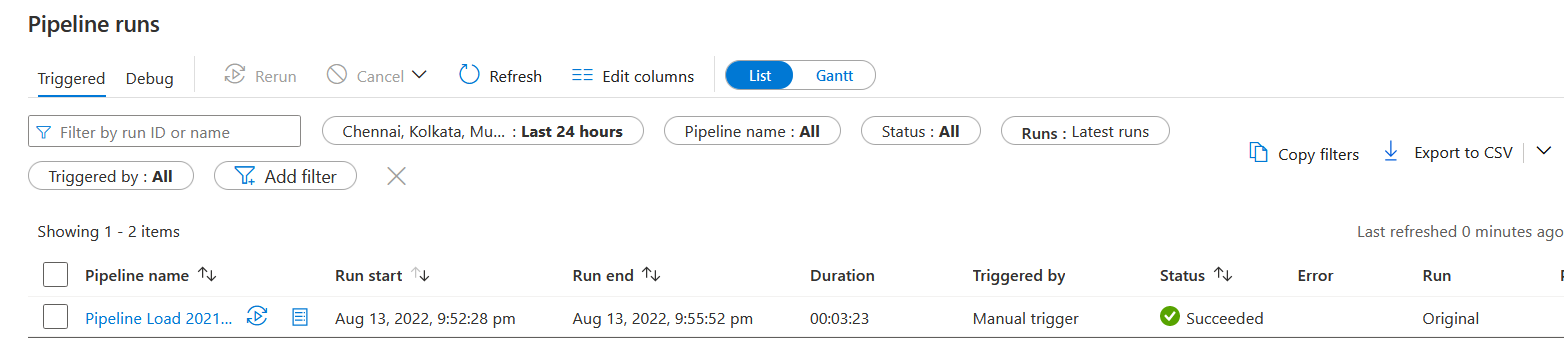 Pipeline runs
Triggered Debug Rerun Cancel Refresh Edit columns List Gantt
Filter by run ID or name Chennai, Kolkata, Mu... : Last 24 hours Pipeline name : All Status : All Runs : Latest runs
Copy filters Export to CSV
Triggered by : All Add filter
Showing 1 - 2 items Last refreshed 0 minutes ago
Pipeline name Run start Run end Duration Triggered by Status Error Run
Pipeline Load 2021... Aug 13, 2022, 9:52:28 pm Aug 13, 2022, 9:55:52 pm 00:03:23 Manual trigger Succeeded Original